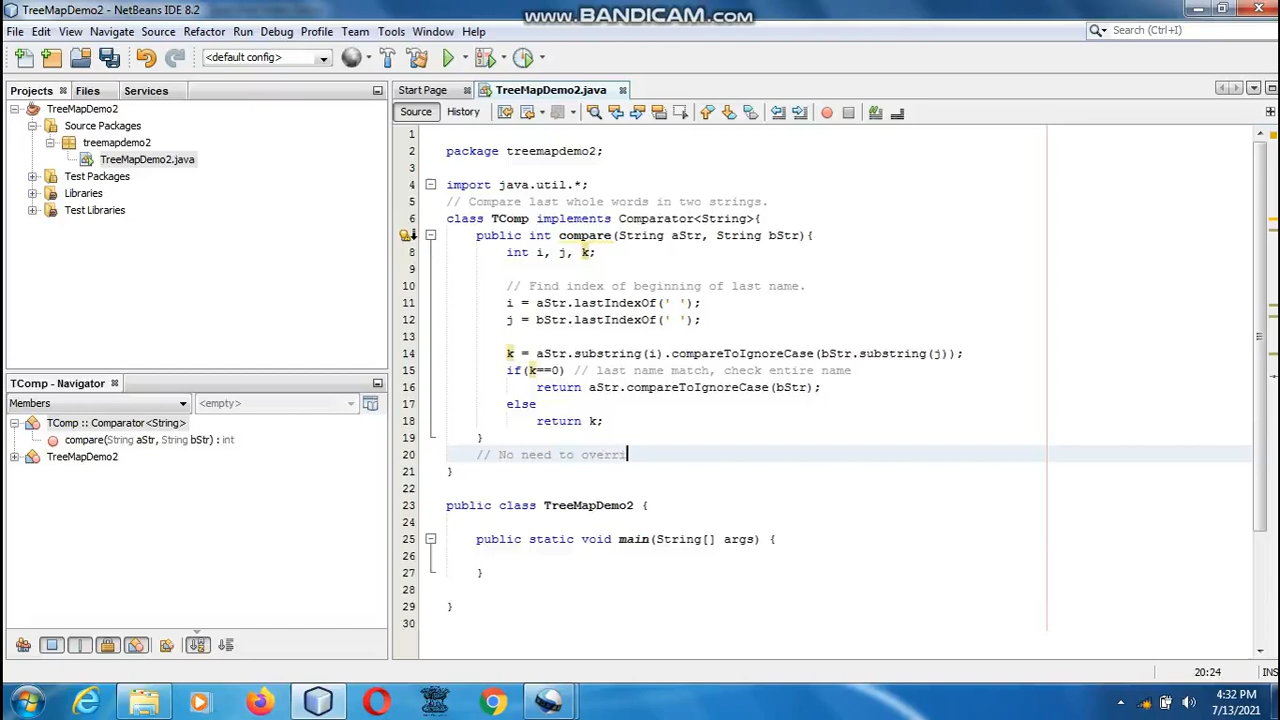 www.BANDICAM.com
TreeMapDemo2 - NetBeans IDE 8.2
File Edit View Navigate Source Refactor Run Debug Profile Team Tools Window Help
Search (Ctrl+I)
<default config>
Projects Files Services
Start Page TreeMapDemo2.java
Source History
TreeMapDemo2
Source Packages
treemapdemo2
TreeMapDemo2.java
Test Packages
Libraries
Test Libraries
TComp - Navigator
Members <empty>
TComp :: Comparator<String>
compare(String aStr, String bStr) : int
TreeMapDemo2
1
2 package treemapdemo2;
3
4 import java.util.*;
5 // Compare last whole words in two strings.
6 class TComp implements Comparator<String>{
public int compare(String aStr, String bStr){
8 int i, j, k;
9
10 // Find index of beginning of last name.
11 i = aStr.lastIndexOf(' ');
12 j = bStr.lastIndexOf(' ');
13
14 k = aStr.substring(i).compareToIgnoreCase(bStr.substring(j));
15 if(k==0) // last name match, check entire name
16 return aStr.compareToIgnoreCase(bStr);
17 else
18 return k;
19 }
20 // No need to overri
21 }
22
23 public class TreeMapDemo2 {
24
25 public static void main(String[] args) {
26
27 }
28
29 }
30
20:24 INS
4:32 PM
7/13/2021